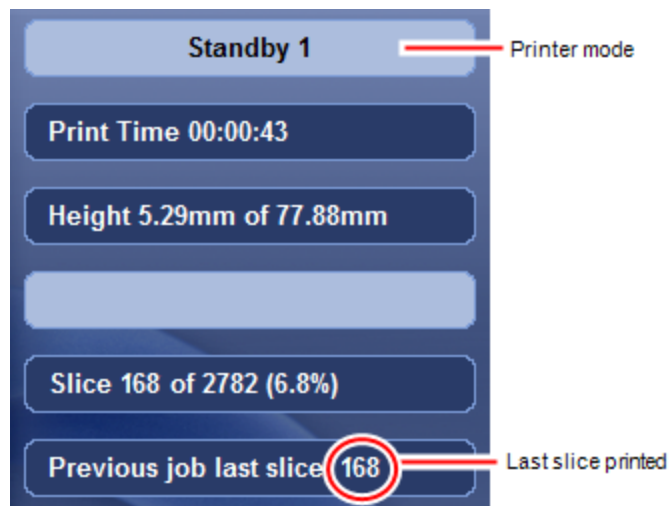 Standby 1
Printer mode
Print Time 00:00:43
Height 5.29mm of 77.88mm
Slice 168 of 2782 (6.8%)
Previous job last slice 168
Last slice printed